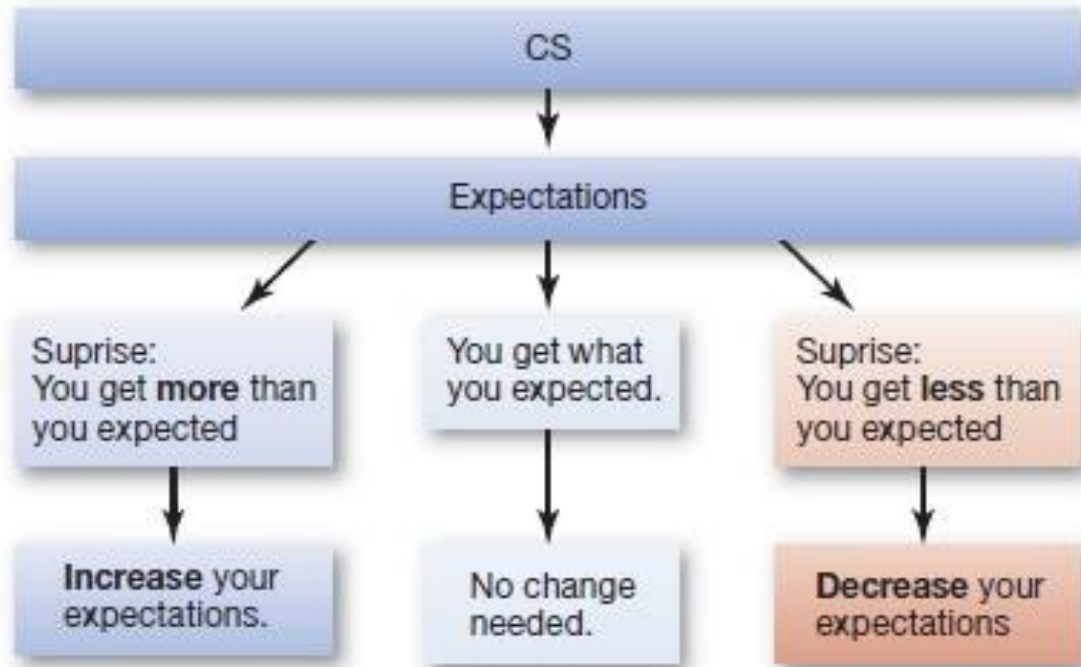 CS
Expectations
Suprise:
You get more than
you expected
You get what
you expected.
Suprise:
You get less than
you expected
Increase your
expectations.
No change
needed.
Decrease your
expectations